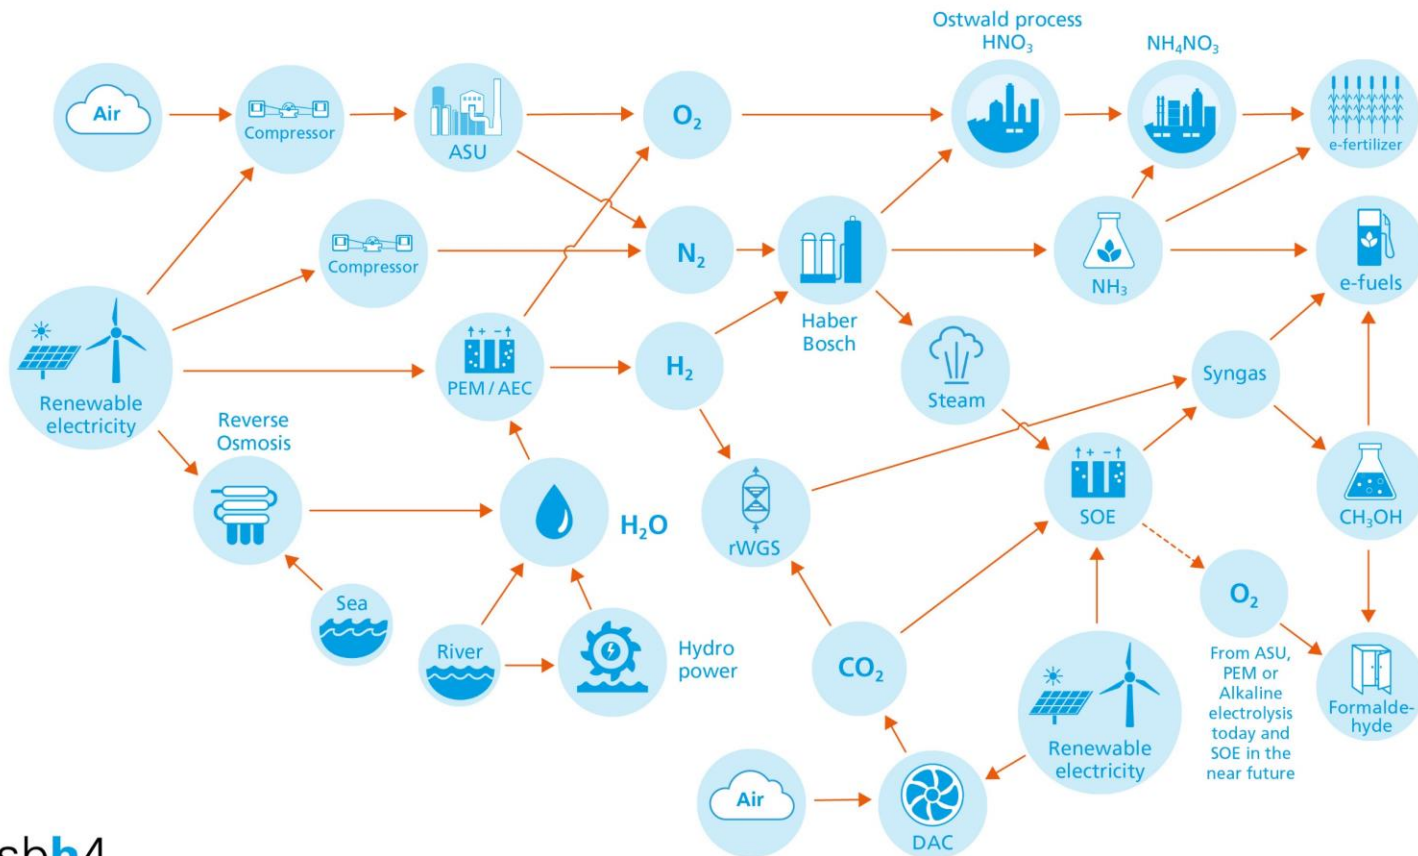 Ostwald process
HNO₃
NH₄NO₃
Air
Compressor
ASU
O₂
e-fertilizer
Compressor
N₂
Haber
Bosch
NH₃
e-fuels
Renewable
electricity
PEM / AEC
H₂
Steam
Syngas
Reverse
Osmosis
H₂O
rWGS
SOE
CH₃OH
Sea
River
Hydro
power
CO₂
O₂
From ASU,
PEM or
Alkaline
electrolysis
today and
SOE in the
near future
Formalde-
hyde
Renewable
electricity
Air
DAC
sbh4